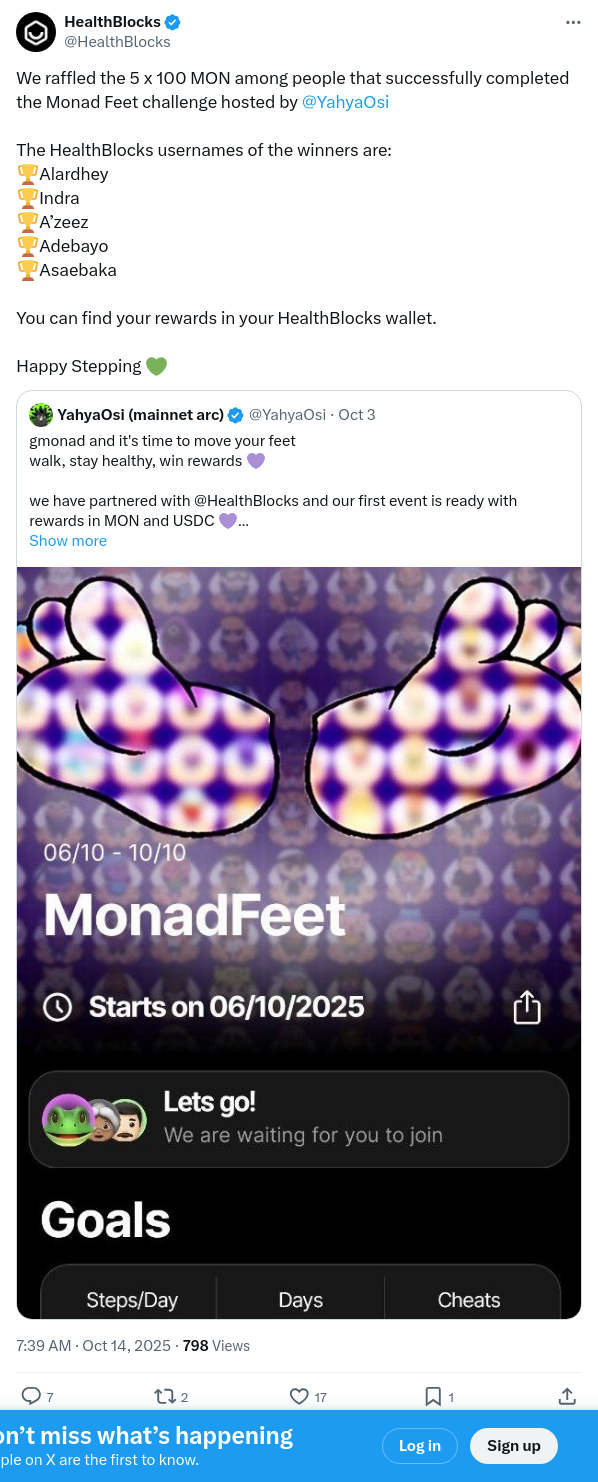 HealthBlocks
@HealthBlocks
We raffled the 5 x 100 MON among people that successfully completed
the Monad Feet challenge hosted by @YahyaOsi
The HealthBlocks usernames of the winners are:
🏆Alardhey
🏆Indra
🏆A’zeez
🏆Adebayo
🏆Asaebaka
You can find your rewards in your HealthBlocks wallet.
Happy Stepping 💚
YahyaOsi (mainnet arc) @YahyaOsi · Oct 3
gmonad and it's time to move your feet
walk, stay healthy, win rewards 💜
we have partnered with @HealthBlocks and our first event is ready with
rewards in MON and USDC 💜...
Show more
06/10 - 10/10
MonadFeet
Starts on 06/10/2025
Lets go!
We are waiting for you to join
Goals
Steps/Day Days Cheats
7:39 AM · Oct 14, 2025 · 798 Views
7 2 17 1
on’t miss what’s happening
ple on X are the first to know.
Log in Sign up